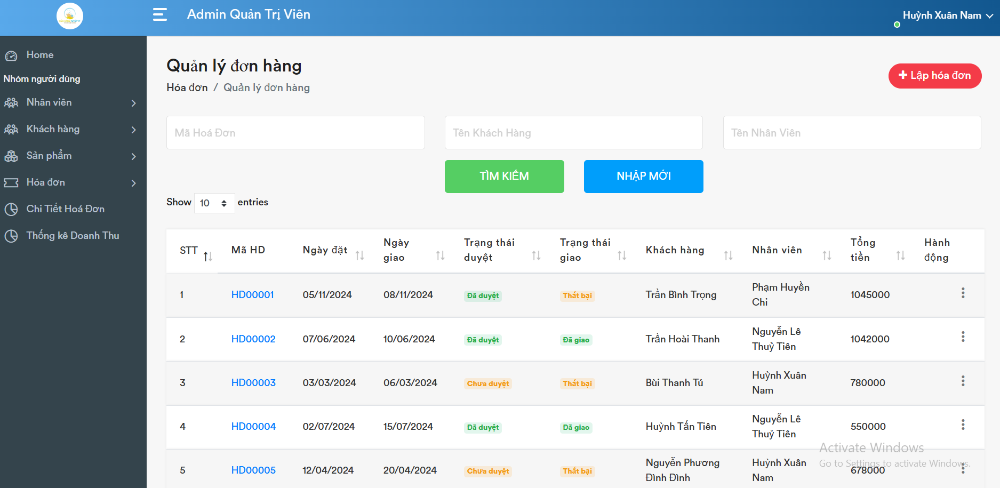 Admin Quản Trị Viên
Huỳnh Xuân Nam
Home
Nhóm người dùng
Nhân viên
Khách hàng
Sản phẩm
Hóa đơn
Chi Tiết Hoá Đơn
Thống kê Doanh Thu
Quản lý đơn hàng
Hóa đơn / Quản lý đơn hàng
+ Lập hóa đơn
Mã Hoá Đơn
Tên Khách Hàng
Tên Nhân Viên
TÌM KIẾM
NHẬP MỚI
Show 10 entries
STT Mã HD Ngày đặt Ngày giao Trạng thái duyệt Trạng thái giao Khách hàng Nhân viên Tổng tiền Hành động
1 HD00001 05/11/2024 08/11/2024 Đã duyệt Thất bại Trần Bình Trọng Phạm Huyền Chi 1045000
2 HD00002 07/06/2024 10/06/2024 Đã duyệt Đã giao Trần Hoài Thanh Nguyễn Lê Thuỷ Tiên 1042000
3 HD00003 03/03/2024 06/03/2024 Chưa duyệt Thất bại Bùi Thanh Tú Huỳnh Xuân Nam 780000
4 HD00004 02/07/2024 15/07/2024 Đã duyệt Đã giao Huỳnh Tấn Tiên Nguyễn Lê Thuỷ Tiên 550000
5 HD00005 12/04/2024 20/04/2024 Chưa duyệt Thất bại Nguyễn Phương Đình Đình Huỳnh Xuân Nam 678000
Activate Windows
Go to Settings to activate Windows.